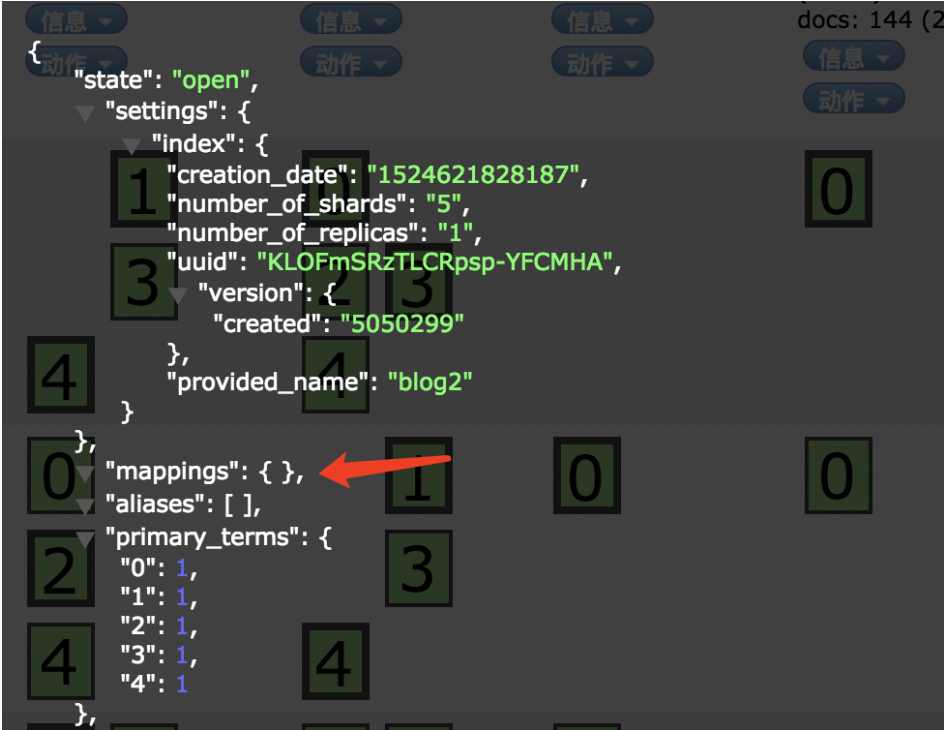 信息 信息 信息 docs: 144 (2
{
动作 动作 动作 信息
"state": "open",
动作
"settings": {
"index": {
"creation_date": "1524621828187",
1 0 0
"number_of_shards": "5",
"number_of_replicas": "1",
"uuid": "KLOFmSRzTLCRpsp-YFCMHA",
3 2 3
"version": {
"created": "5050299"
},
4 4
"provided_name": "blog2"
}
},
"mappings": { },
0 1 0 0
"aliases": [ ],
"primary_terms": {
"0": 1,
2 3
"1": 1,
"2": 1,
"3": 1,
4 4
"4": 1
},